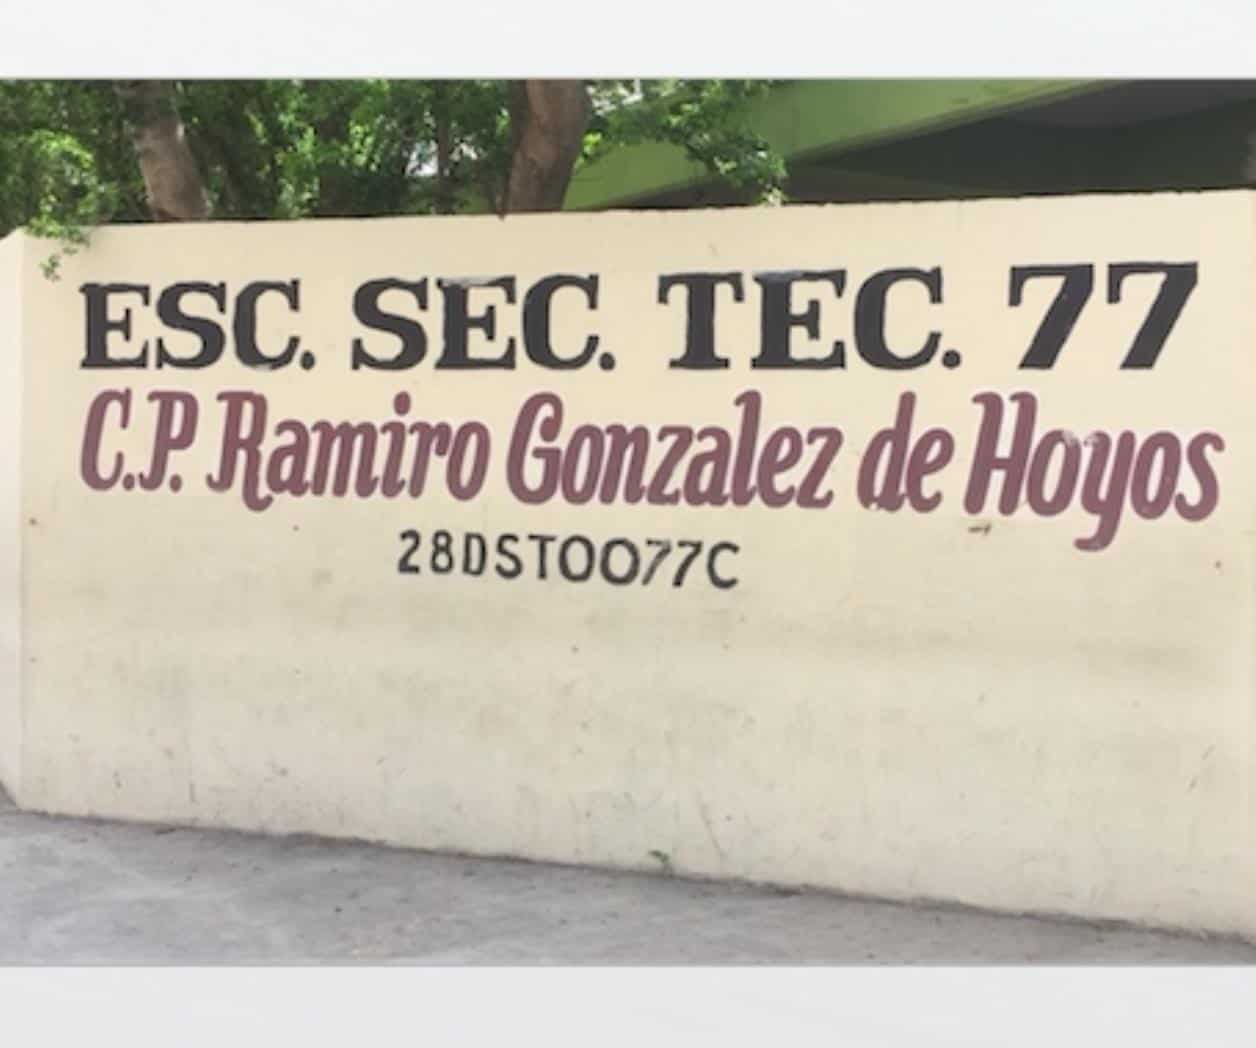 ESC. SEC. TEC. 77
C.P. Ramiro Gonzalez de Hoyos
28DST0077C